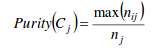 Purity(C_j) = max(n_ij) / n_j